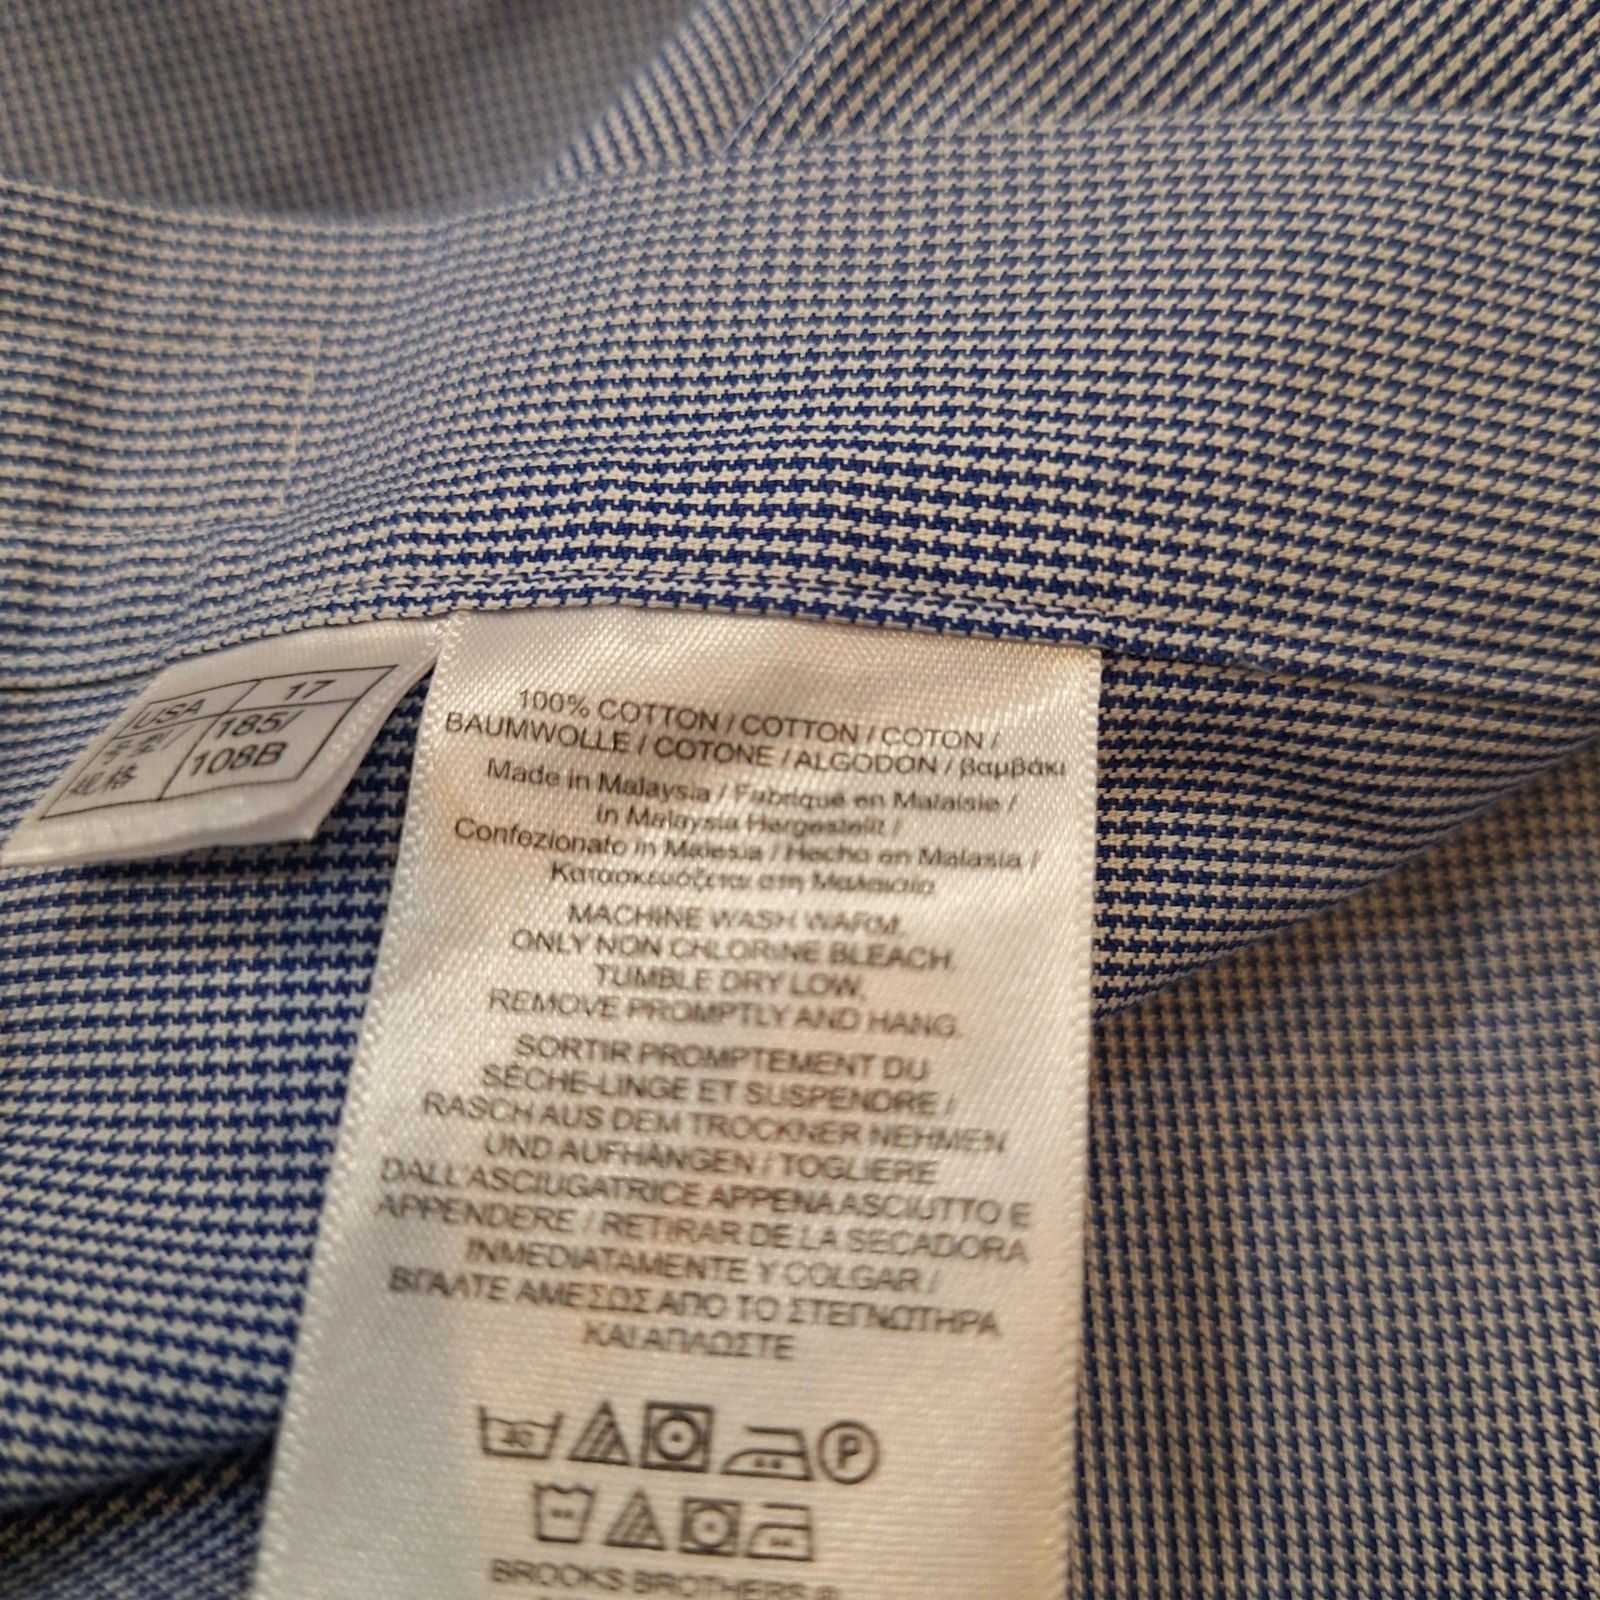 USA 17
号型/ 185/
规格 108B
100% COTTON / COTTON / COTON /
BAUMWOLLE / COTONE / ALGODON / βαμβάκι
Made in Malaysia / Fabriqué en Malaisie /
in Malaysia Hergestellt /
Confezionato in Malesia / Hecho en Malasia /
Κατασκευάζεται στη Μαλαισία
MACHINE WASH WARM.
ONLY NON CHLORINE BLEACH.
TUMBLE DRY LOW,
REMOVE PROMPTLY AND HANG.
SORTIR PROMPTEMENT DU
SÈCHE-LINGE ET SUSPENDRE /
RASCH AUS DEM TROCKNER NEHMEN
UND AUFHÄNGEN / TOGLIERE
DALL'ASCIUGATRICE APPENA ASCIUTTO E
APPENDERE / RETIRAR DE LA SECADORA
INMEDIATAMENTE Y COLGAR /
ΒΓΑΛΤΕ ΑΜΕΣΩΣ ΑΠΟ ΤΟ ΣΤΕΓΝΩΤΗΡΑ
ΚΑΙ ΑΠΛΩΣΤΕ
40 P
BROOKS BROTHERS ®